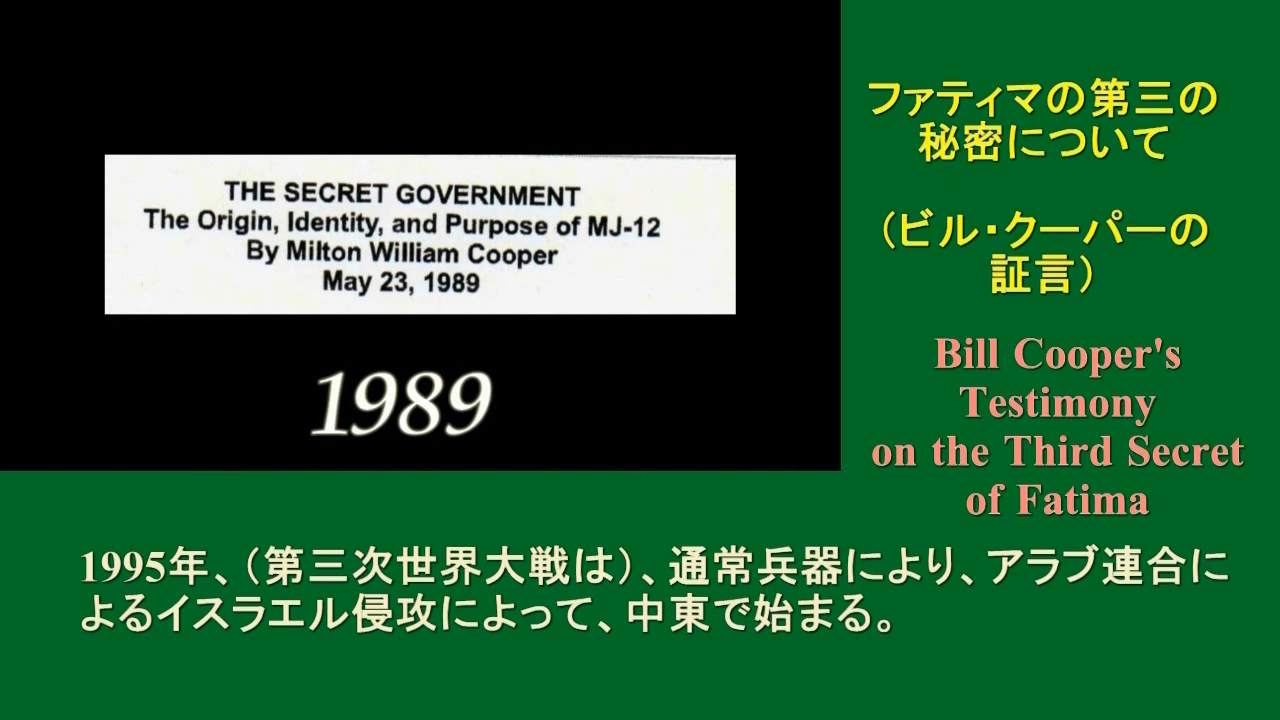 THE SECRET GOVERNMENT
The Origin, Identity, and Purpose of MJ-12
By Milton William Cooper
May 23, 1989
1989
ファティマの第三の
秘密について
（ビル・クーパーの
証言）
Bill Cooper's
Testimony
on the Third Secret
of Fatima
1995年、（第三次世界大戦は）、通常兵器により、アラブ連合に
よるイスラエル侵攻によって、中東で始まる。